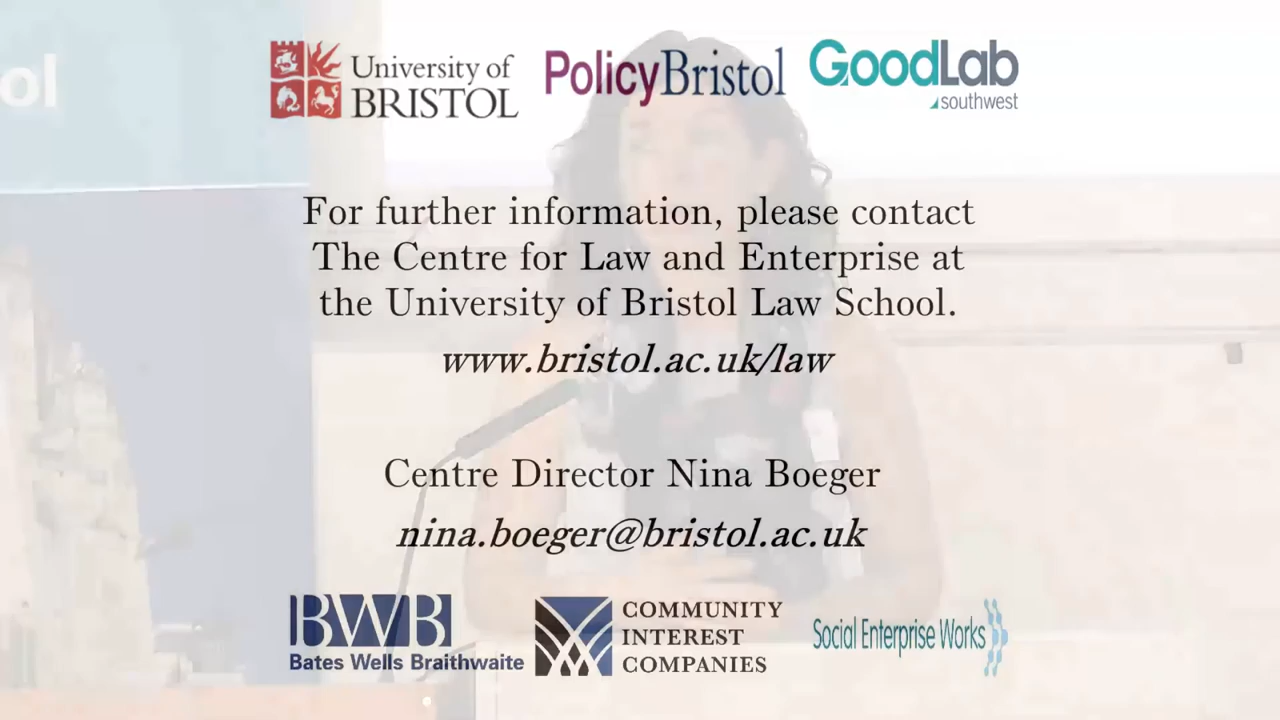 ol
University of
BRISTOL
PolicyBristol
GoodLab
southwest
For further information, please contact
The Centre for Law and Enterprise at
the University of Bristol Law School.
www.bristol.ac.uk/law
Centre Director Nina Boeger
nina.boeger@bristol.ac.uk
BWB
Bates Wells Braithwaite
COMMUNITY
INTEREST
COMPANIES
Social Enterprise Works